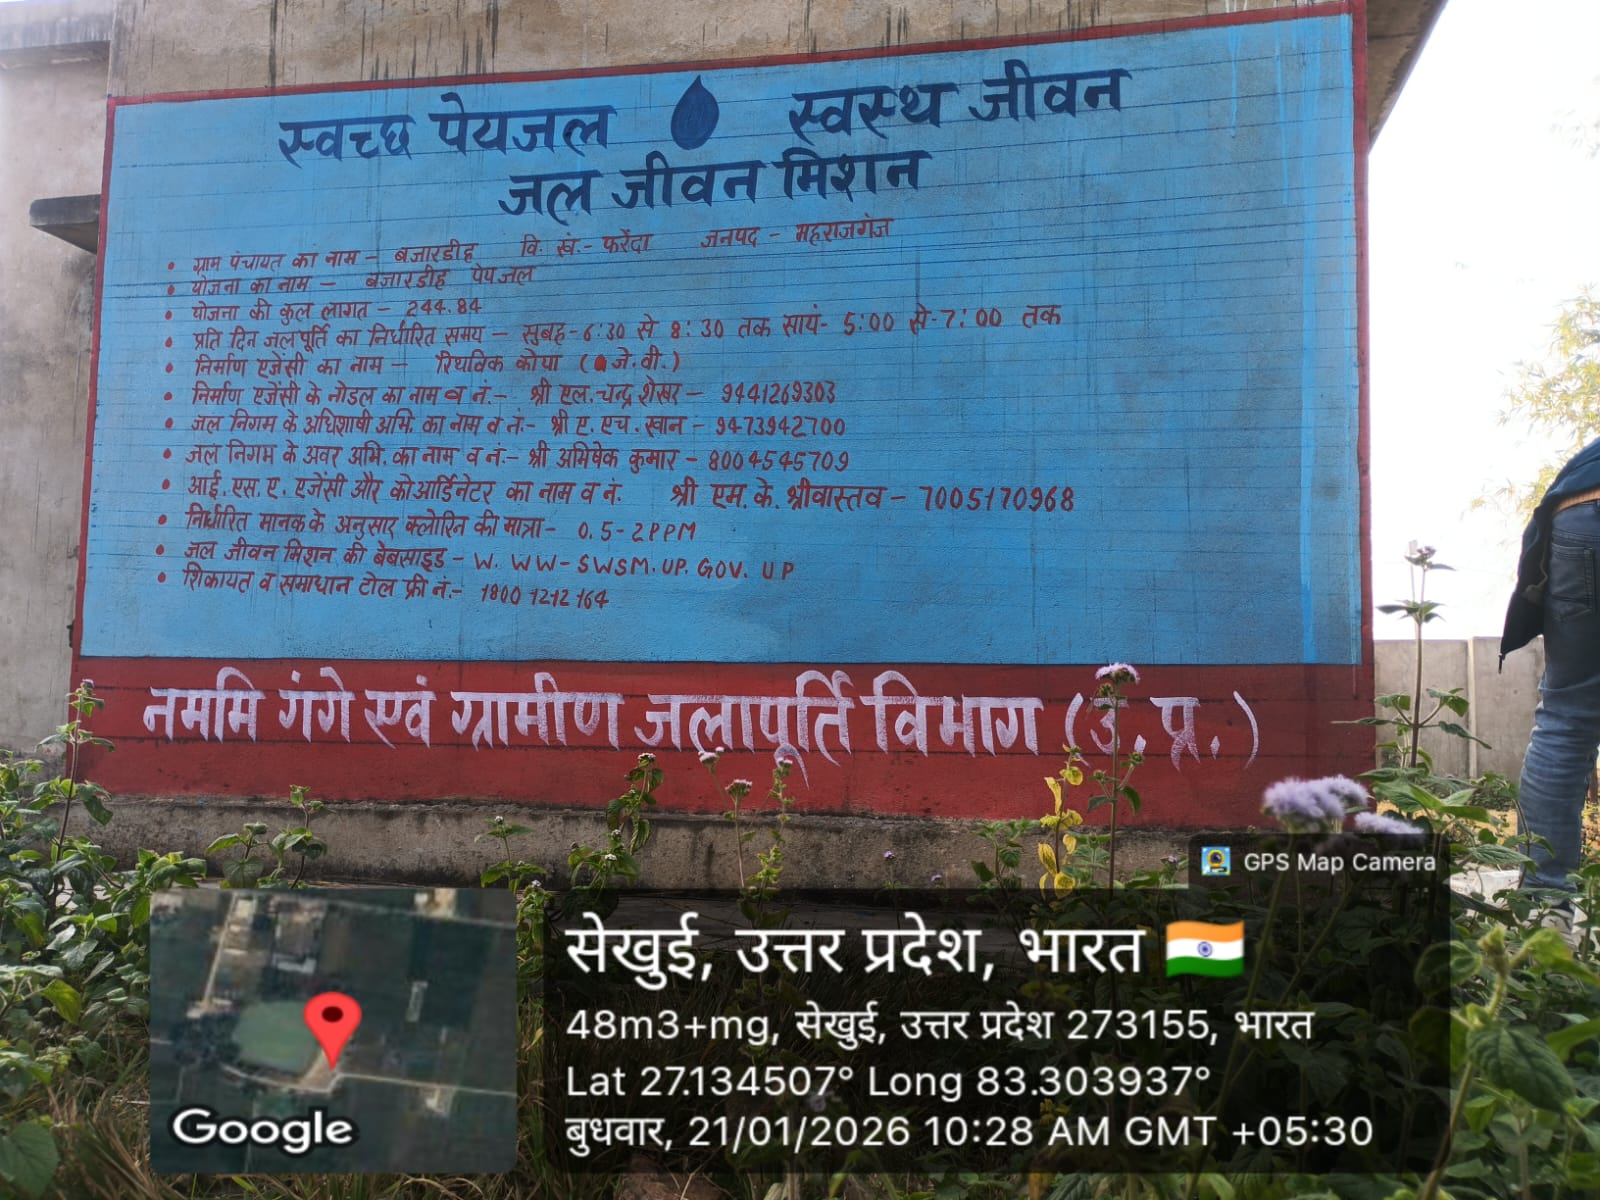 स्वच्छ पेयजल स्वस्थ जीवन
जल जीवन मिशन
• ग्राम पंचायत का नाम – बजारडीह वि. खं.- फरेंदा जनपद - महराजगंज
• योजना का नाम – बजारडीह पेयजल
• योजना की कुल लागत – 244.84
• प्रति दिन जलपूर्ति का निर्धारित समय – सुबह-6:30 से 8:30 तक सायं- 5:00 से-7:00 तक
• निर्माण एजेंसी का नाम – रिथविक कोया (जे.वी.)
• निर्माण एजेंसी के नोडल का नाम व नं.- श्री एल. चन्द्र शेखर – 9441269303
• जल निगम के अधिशाषी अभि. का नाम व नं.- श्री ए. एच. खान - 9473942700
• जल निगम के अवर अभि. का नाम व नं.- श्री अभिषेक कुमार - 8004545709
• आई. एस. ए. एजेंसी और कोआर्डिनेटर का नाम व नं. श्री एम. के. श्रीवास्तव – 7005170968
• निर्धारित मानक के अनुसार क्लोरिन की मात्रा- 0.5-2PPM
• जल जीवन मिशन की बेबसाइड - W. WW-SWSM.UP.GOV.UP
• शिकायत व समाधान टोल फ्री नं.- 1800 1212 164
नममि गंगे एवं ग्रामीण जलापूर्ति विभाग (उ. प्र.)
GPS Map Camera
सेखुई, उत्तर प्रदेश, भारत
48m3+mg, सेखुई, उत्तर प्रदेश 273155, भारत
Lat 27.134507° Long 83.303937°
बुधवार, 21/01/2026 10:28 AM GMT +05:30
Google